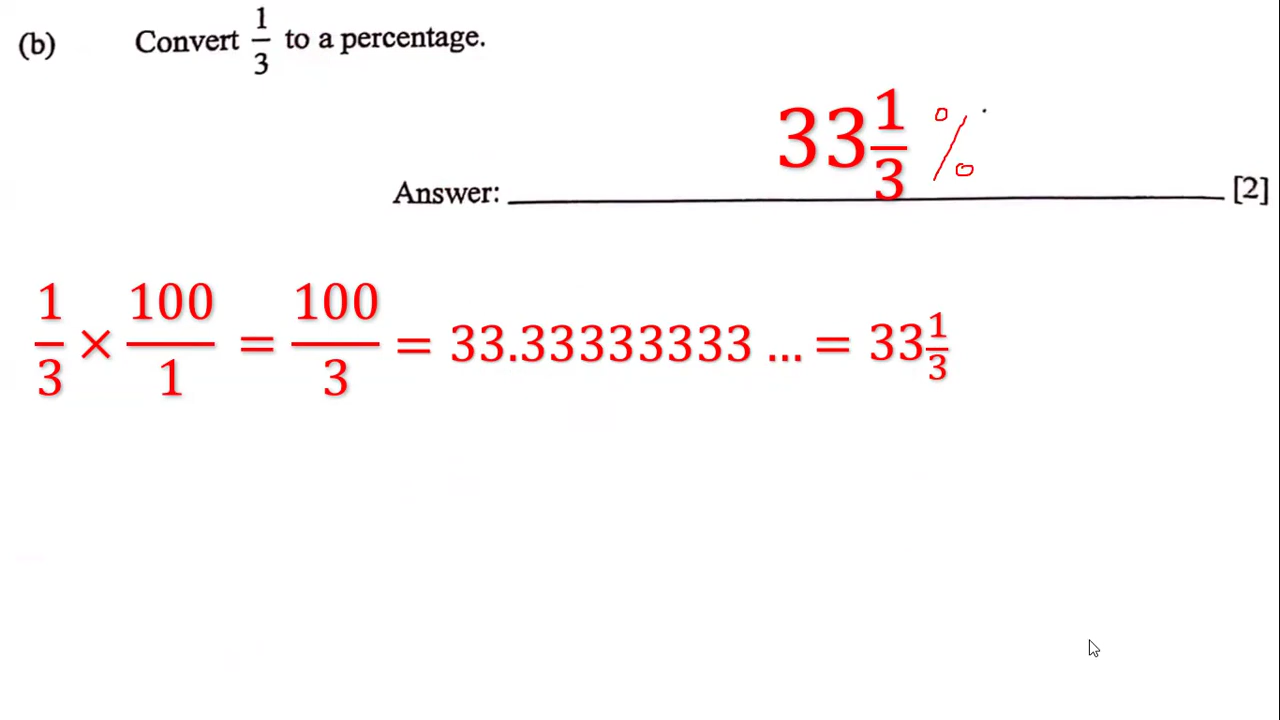 (b) Convert 1/3 to a percentage.
33 1/3 %
Answer: ____________________ [2]
1/3 × 100/1 = 100/3 = 33.33333333 ... = 33 1/3